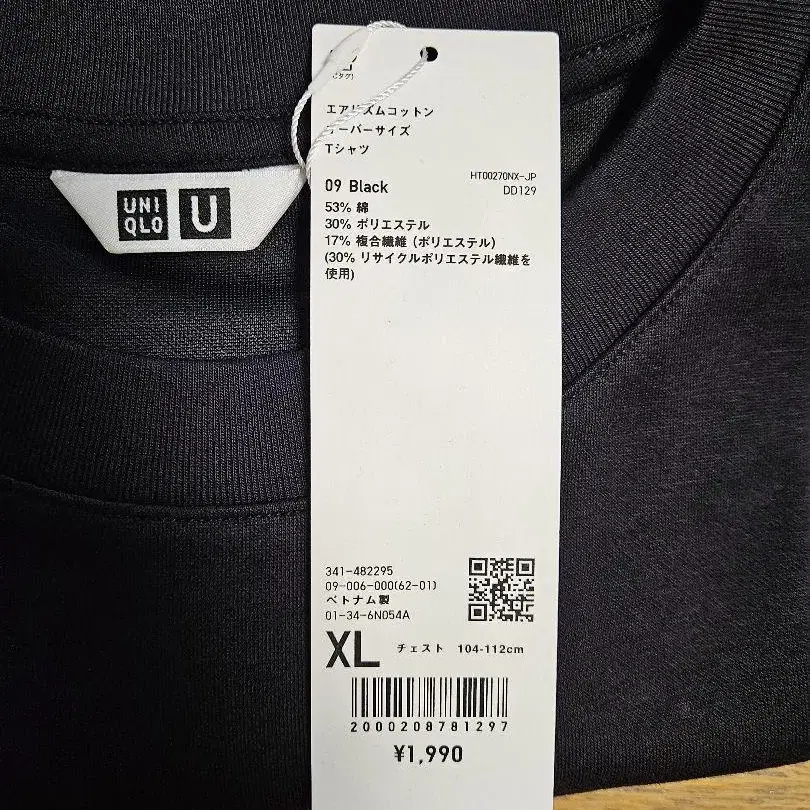 UNI
QLO
U
エアリズムコットン
オーバーサイズ
Tシャツ
HT00270NX-JP
09 Black
DD129
53% 綿
30% ポリエステル
17% 複合繊維 (ポリエステル)
(30% リサイクルポリエステル繊維を
使用)
341-482295
09-006-000(62-01)
ベトナム製
01-34-6N054A
XL チェスト 104-112cm
2000208781297
¥1,990